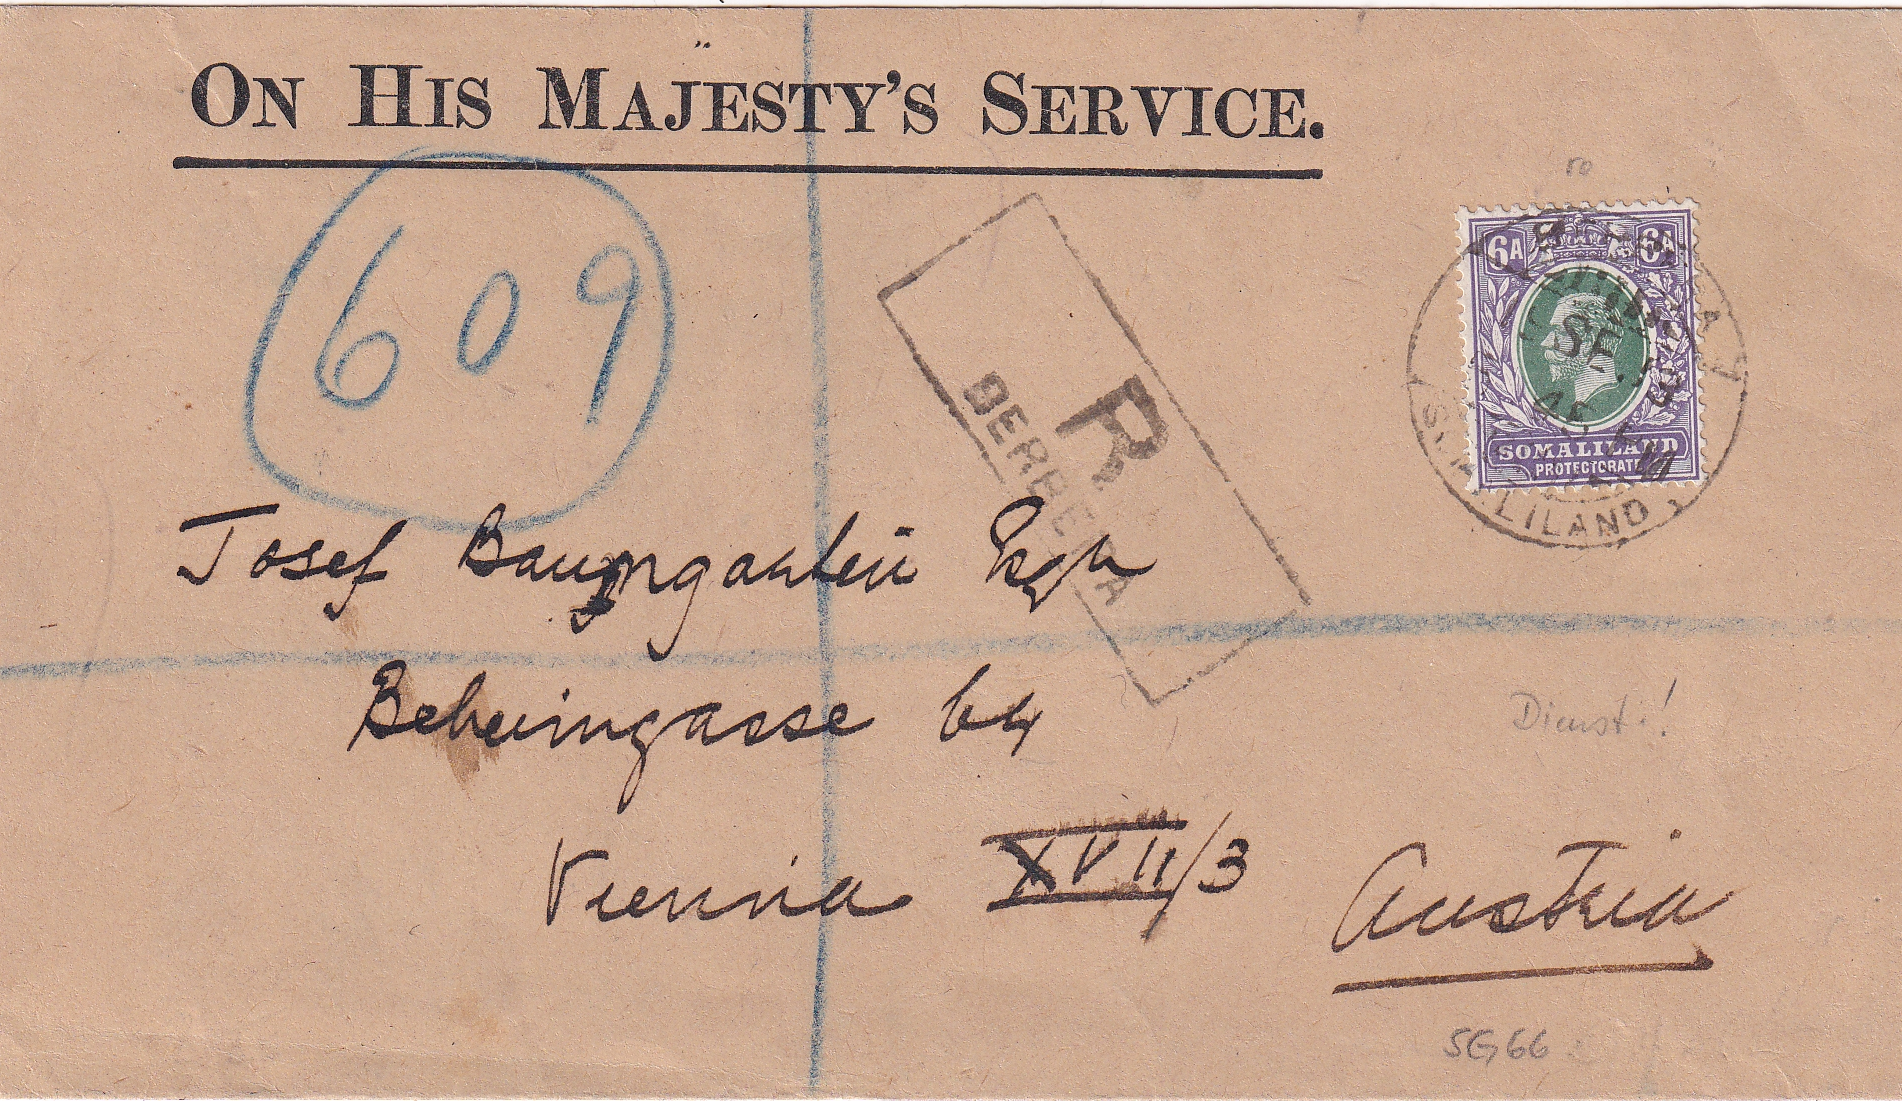 ON HIS MAJESTY'S SERVICE.
609
R
BERBERA
6A 6A
SOMALILAND
PROTECTORATE
SOMALILAND
Josef Baumgartein Esqr
Beheimgasse 64
Vienna XVII/3
Austria
Dienst!
SG66